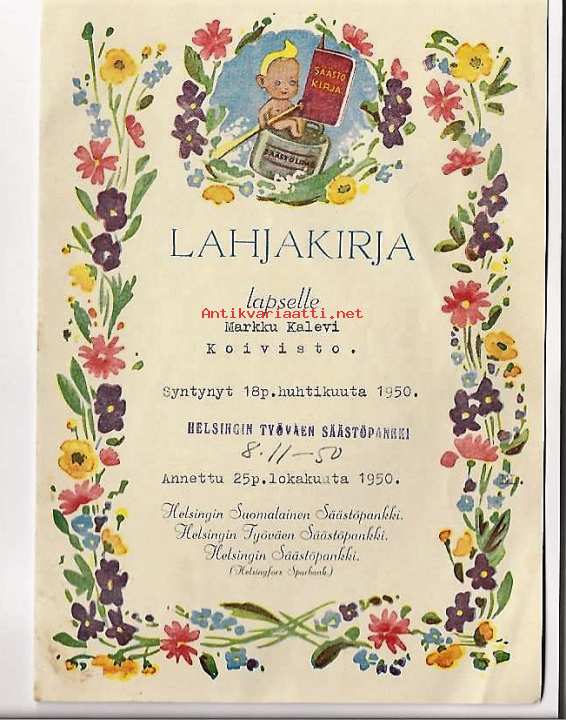 SÄÄSTÖ
KIRJA
SÄÄSTÖLIPAS
LAHJAKIRJA
lapselle
Antikvariaatti.net
Markku Kalevi
Koivisto.
Syntynyt 18p.huhtikuuta 1950.
HELSINGIN TYÖVÄEN SÄÄSTÖPANKKI
8.11-50
Annettu 25p.lokakuuta 1950.
Helsingin Suomalainen Säästöpankki.
Helsingin Työväen Säästöpankki.
Helsingin Säästöpankki.
(Helsingfors Sparbank.)